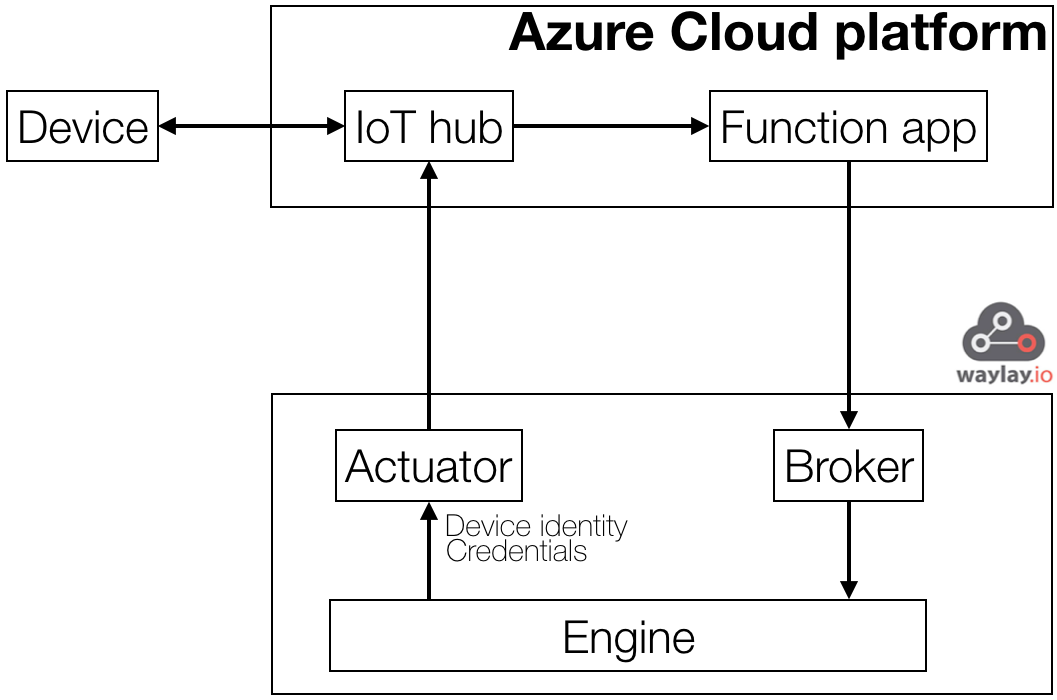 Azure Cloud platform
Device
IoT hub
Function app
waylay.io
Actuator
Broker
Device identity
Credentials
Engine